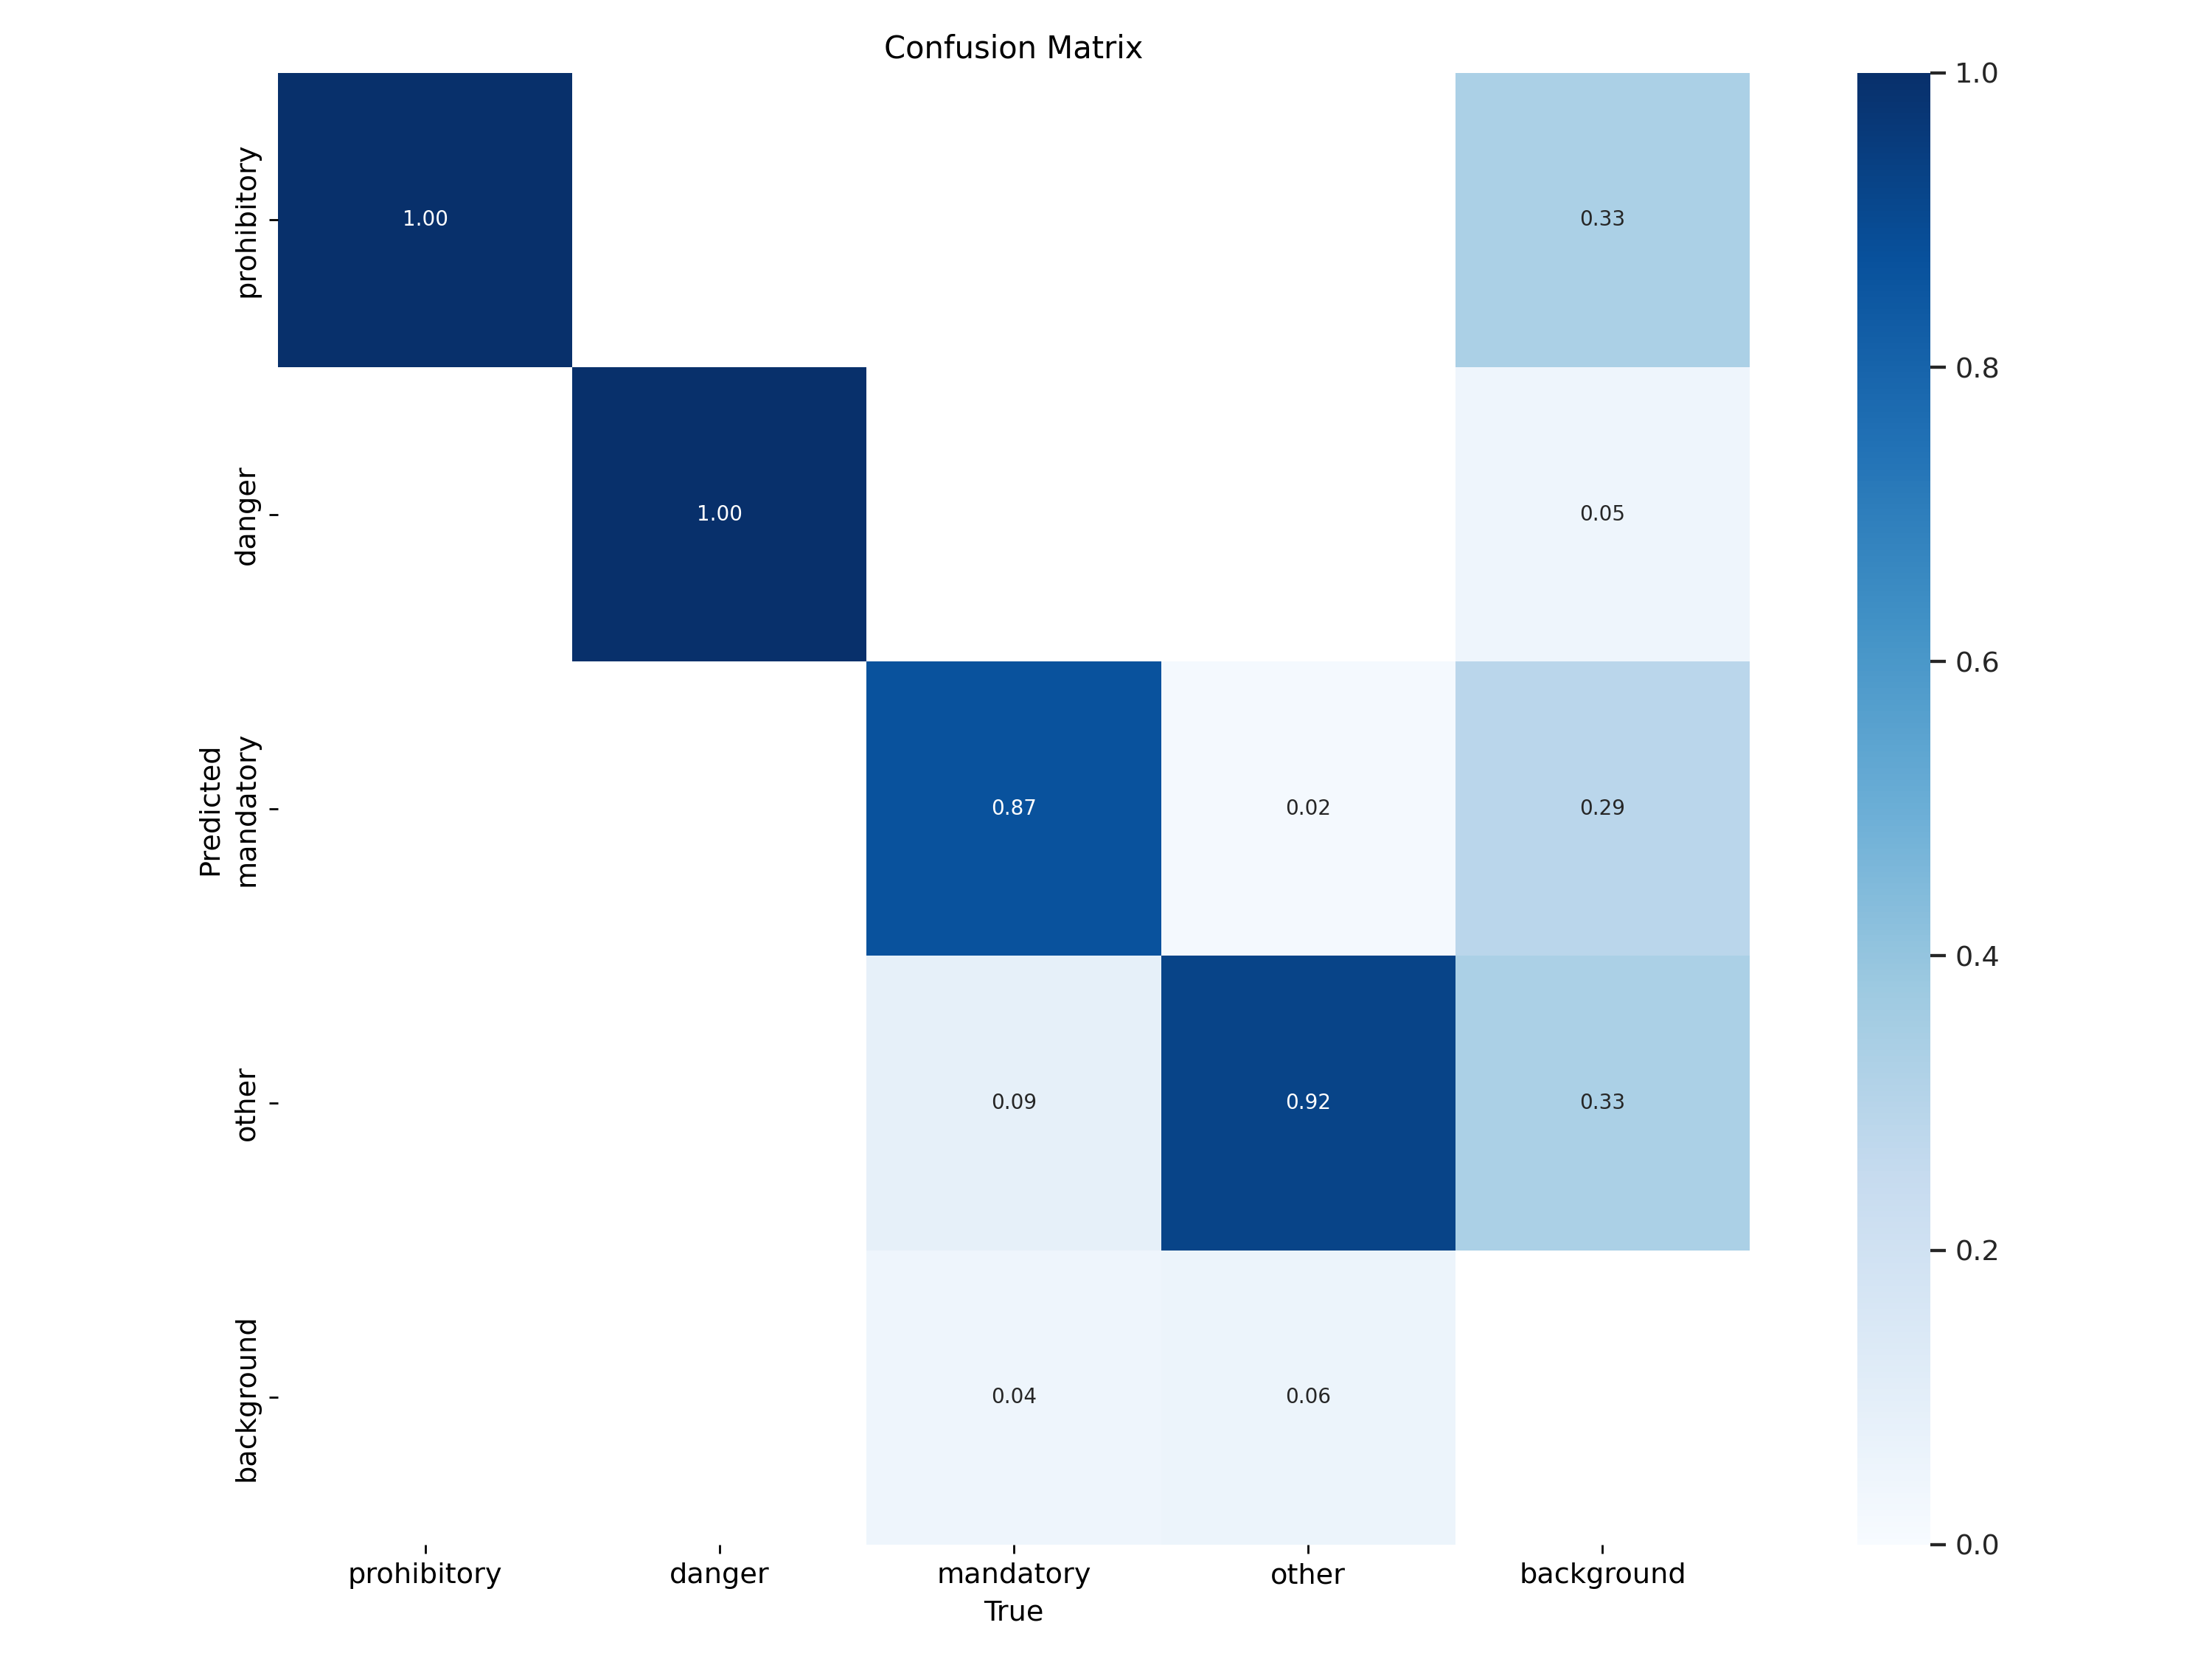 Confusion Matrix
prohibitory
danger
mandatory
other
background
Predicted
1.00
0.33
1.00
0.05
0.87
0.02
0.29
0.09
0.92
0.33
0.04
0.06
prohibitory
danger
mandatory
other
background
True
1.0
0.8
0.6
0.4
0.2
0.0